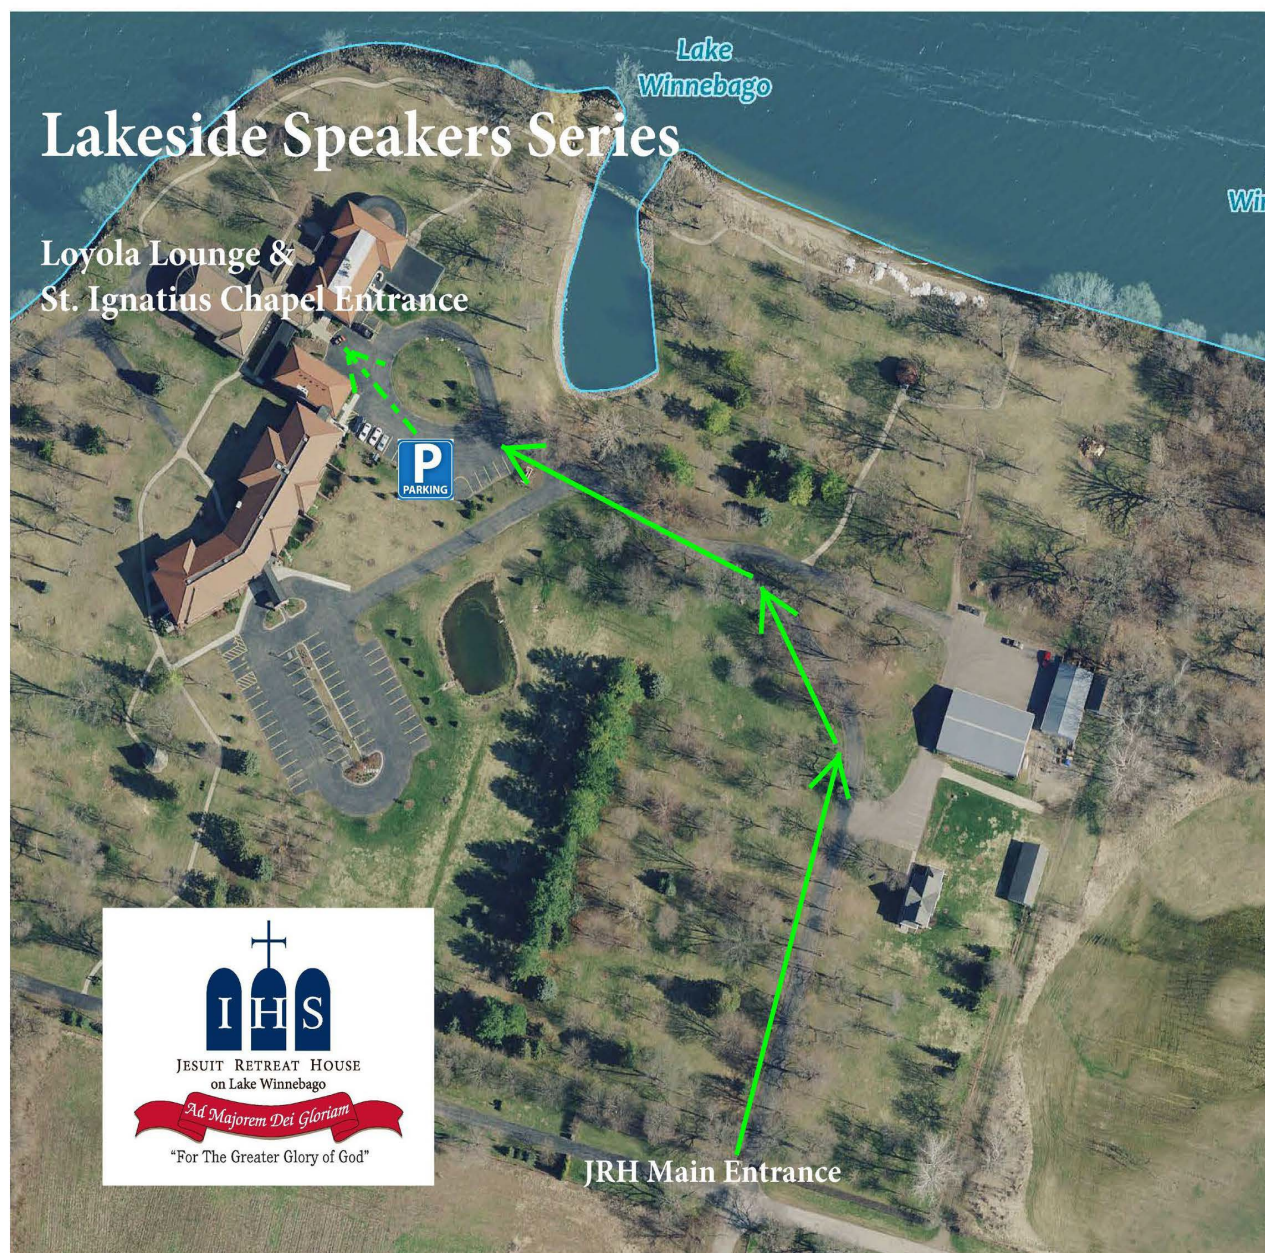 Lake
Winnebago
Lakeside Speakers Series
Win
Loyola Lounge &
St. Ignatius Chapel Entrance
P
PARKING
IHS
JESUIT RETREAT HOUSE
on Lake Winnebago
Ad Majorem Dei Gloriam
“For The Greater Glory of God”
JRH Main Entrance